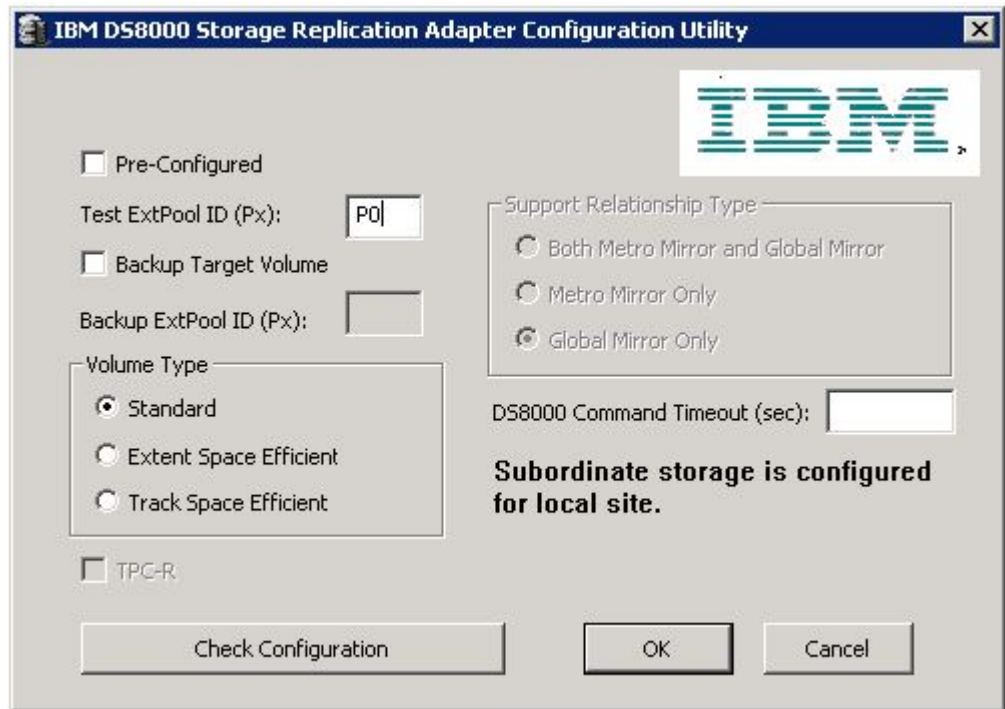 IBM DS8000 Storage Replication Adapter Configuration Utility
IBM
Pre-Configured
Test ExtPool ID (Px):
P0
Backup Target Volume
Backup ExtPool ID (Px):
Volume Type
Standard
Extent Space Efficient
Track Space Efficient
TPC-R
Support Relationship Type
Both Metro Mirror and Global Mirror
Metro Mirror Only
Global Mirror Only
DS8000 Command Timeout (sec):
Subordinate storage is configured
for local site.
Check Configuration
OK
Cancel